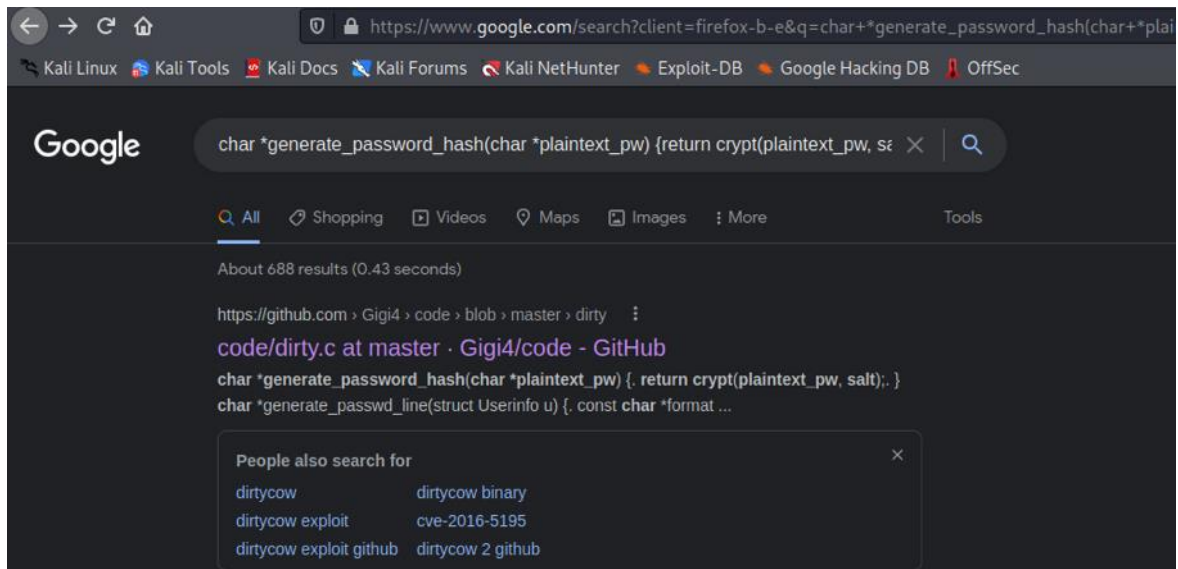 https://www.google.com/search?client=firefox-b-e&q=char+*generate_password_hash(char+*plai
Kali Linux Kali Tools Kali Docs Kali Forums Kali NetHunter Exploit-DB Google Hacking DB OffSec
Google char *generate_password_hash(char *plaintext_pw) {return crypt(plaintext_pw, sa
All Shopping Videos Maps Images More Tools
About 688 results (0.43 seconds)
https://github.com › Gigi4 › code › blob › master › dirty
code/dirty.c at master · Gigi4/code - GitHub
char *generate_password_hash(char *plaintext_pw) {. return crypt(plaintext_pw, salt);. }
char *generate_passwd_line(struct Userinfo u) {. const char *format ...
People also search for
dirtycow dirtycow binary
dirtycow exploit cve-2016-5195
dirtycow exploit github dirtycow 2 github